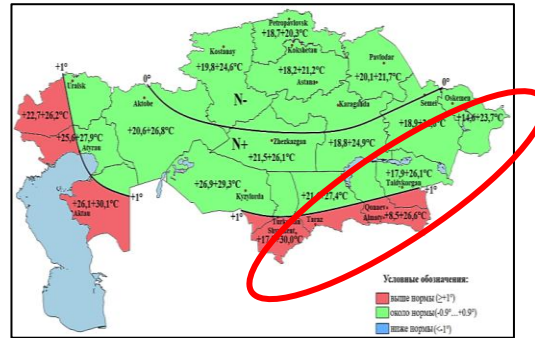 Petropavlovsk
+18,7+20,3°C
Kostanay
Kokshetau
+19,8+24,6°C
+18,2+21,2°C
Astana
Pavlodar
+20,1+21,7°C
+1°
0°
0°
Uralsk
Aktobe
N-
Karaganda
Semei
Oskemen
+22,7+26,2°C
+14,6+23,7°C
+25,6+27,9°C
Atyrau
+20,6+26,8°C
N+
Zhezkazgan
+18,8+24,9°C
+21,5+26,1°C
+17,9+26,1°C
Taldykorgan
+26,9+29,3°C
+1°
+1°
+26,1+30,1°C
Aktau
Kyzylorda
+1°
Taraz
+8,5+26,6°C
Условные обозначения:
выше нормы (≥+1°)
около нормы(-0.9°...+0.9°)
ниже нормы(<-1°)